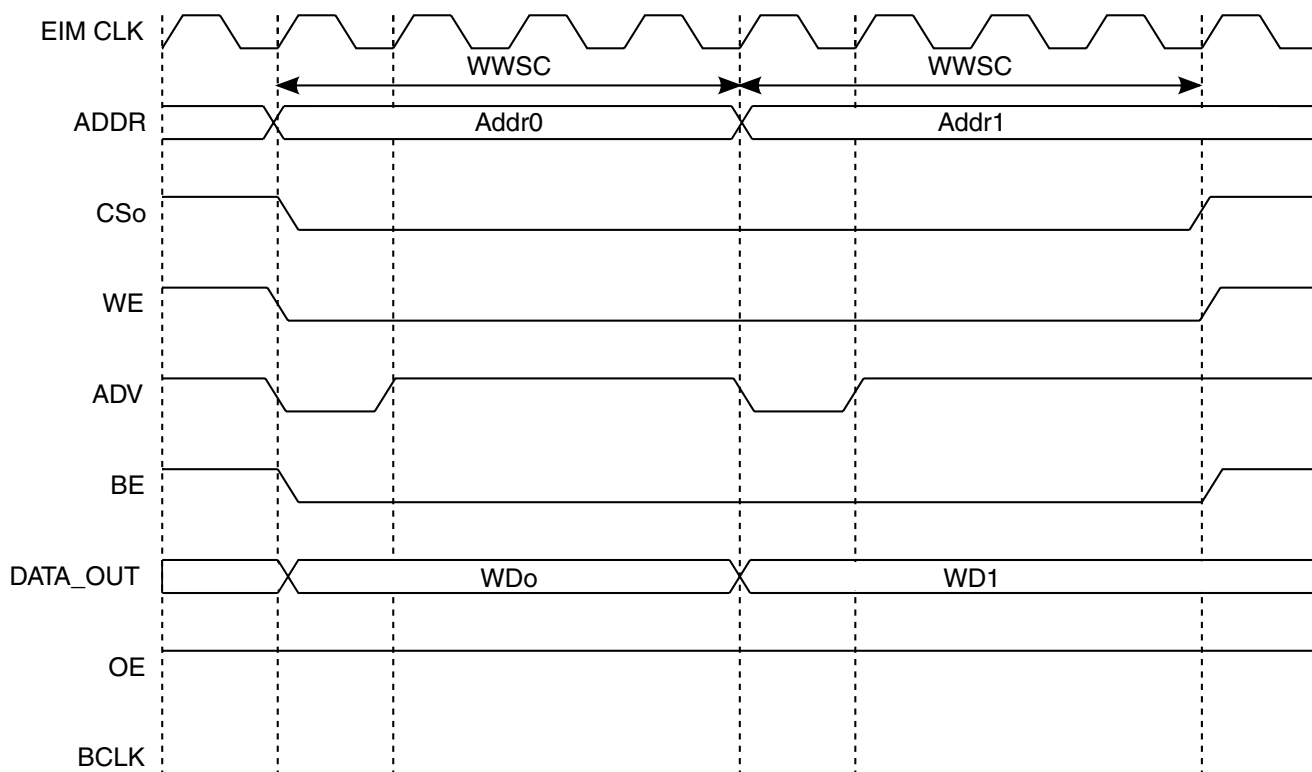 EIM CLK
WWSC WWSC
ADDR Addr0 Addr1
CSo
WE
ADV
BE
DATA_OUT WDo WD1
OE
BCLK